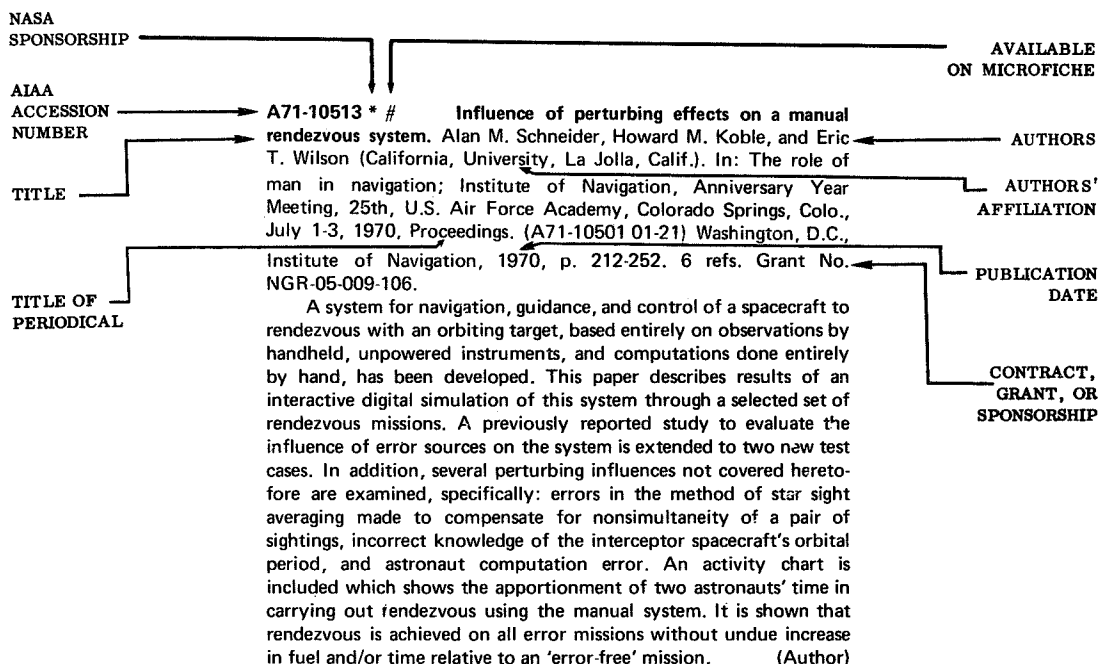 NASA
SPONSORSHIP
AVAILABLE
ON MICROFICHE
AIAA
ACCESSION
NUMBER
TITLE
TITLE OF
PERIODICAL
A71-10513 * # Influence of perturbing effects on a manual
rendezvous system. Alan M. Schneider, Howard M. Koble, and Eric
T. Wilson (California, University, La Jolla, Calif.). In: The role of
man in navigation; Institute of Navigation, Anniversary Year
Meeting, 25th, U.S. Air Force Academy, Colorado Springs, Colo.,
July 1-3, 1970, Proceedings. (A71-10501 01-21) Washington, D.C.,
Institute of Navigation, 1970, p. 212-252. 6 refs. Grant No.
NGR-05-009-106.
A system for navigation, guidance, and control of a spacecraft to
rendezvous with an orbiting target, based entirely on observations by
handheld, unpowered instruments, and computations done entirely
by hand, has been developed. This paper describes results of an
interactive digital simulation of this system through a selected set of
rendezvous missions. A previously reported study to evaluate the
influence of error sources on the system is extended to two new test
cases. In addition, several perturbing influences not covered hereto-
fore are examined, specifically: errors in the method of star sight
averaging made to compensate for nonsimultaneity of a pair of
sightings, incorrect knowledge of the interceptor spacecraft's orbital
period, and astronaut computation error. An activity chart is
included which shows the apportionment of two astronauts' time in
carrying out rendezvous using the manual system. It is shown that
rendezvous is achieved on all error missions without undue increase
in fuel and/or time relative to an 'error-free' mission. (Author)
AUTHORS
AUTHORS'
AFFILIATION
PUBLICATION
DATE
CONTRACT,
GRANT, OR
SPONSORSHIP